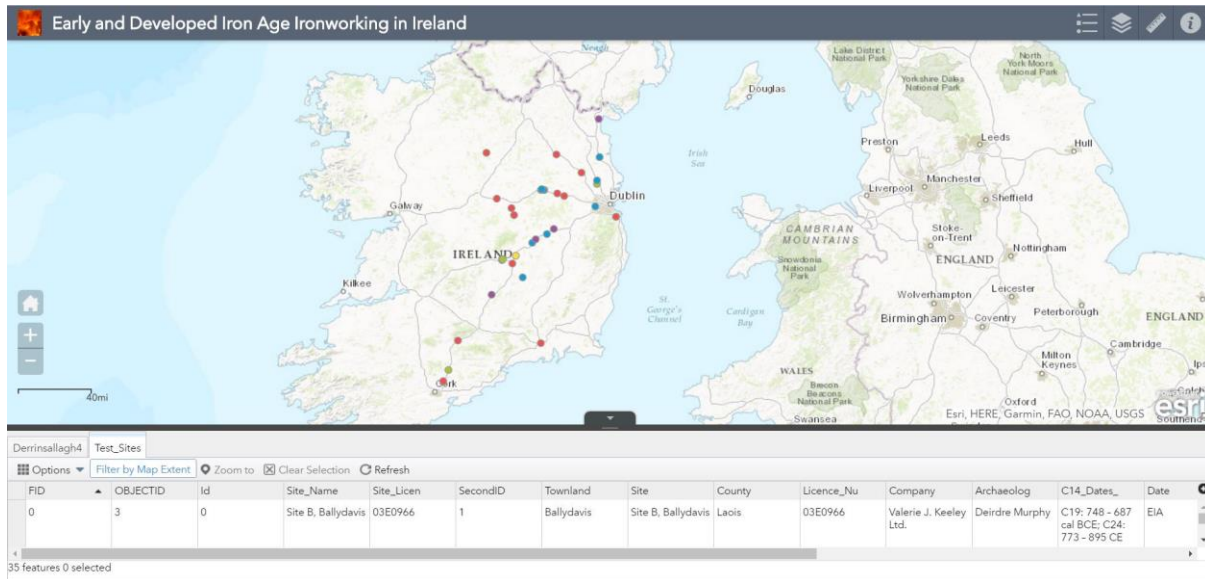 Early and Developed Iron Age Ironworking in Ireland
Neagh
Lake District
National Park
North
York Moors
National Park
Yorkshire Dales
National Park
Douglas
Preston
Leeds
Hull
Irish
Sea
Manchester
Liverpool
Sheffield
Dublin
Galway
CAMBRIAN
MOUNTAINS
Stoke-
on-Trent
Nottingham
IRELAND
ENGLAND
Snowdonia
National
Park
Kilkee
St.
George's
Channel
Cardigan
Bay
Wolverhampton
Leicester
Peterborough
ENGLAND
Birmingham
Coventry
Cambridge
Milton
Keynes
WALES
Brecon
Beacons
National Park
Cork
40mi
Oxford
Swansea
Esri, HERE, Garmin, FAO, NOAA, USGS
esri
Derrinsallagh4 Test_Sites
Options Filter by Map Extent Zoom to Clear Selection Refresh
FID OBJECTID Id Site_Name Site_Licen SecondID Townland Site County Licence_Nu Company Archaeolog C14_Dates_ Date
0 3 0 Site B, Ballydavis 03E0966 1 Ballydavis Site B, Ballydavis Laois 03E0966 Valerie J. Keeley Deirdre Murphy C19: 748 - 687 EIA
Ltd. cal BCE; C24:
773 - 895 CE
35 features 0 selected